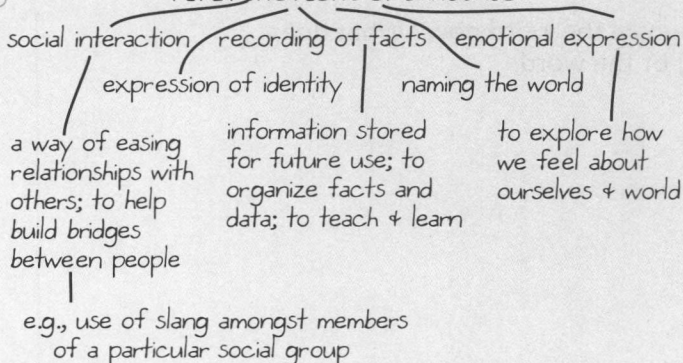 social interaction
recording of facts
emotional expression
expression of identity
naming the world
a way of easing
relationships with
others; to help
build bridges
between people
information stored
for future use; to
organize facts and
data; to teach & learn
to explore how
we feel about
ourselves & world
e.g., use of slang amongst members
of a particular social group